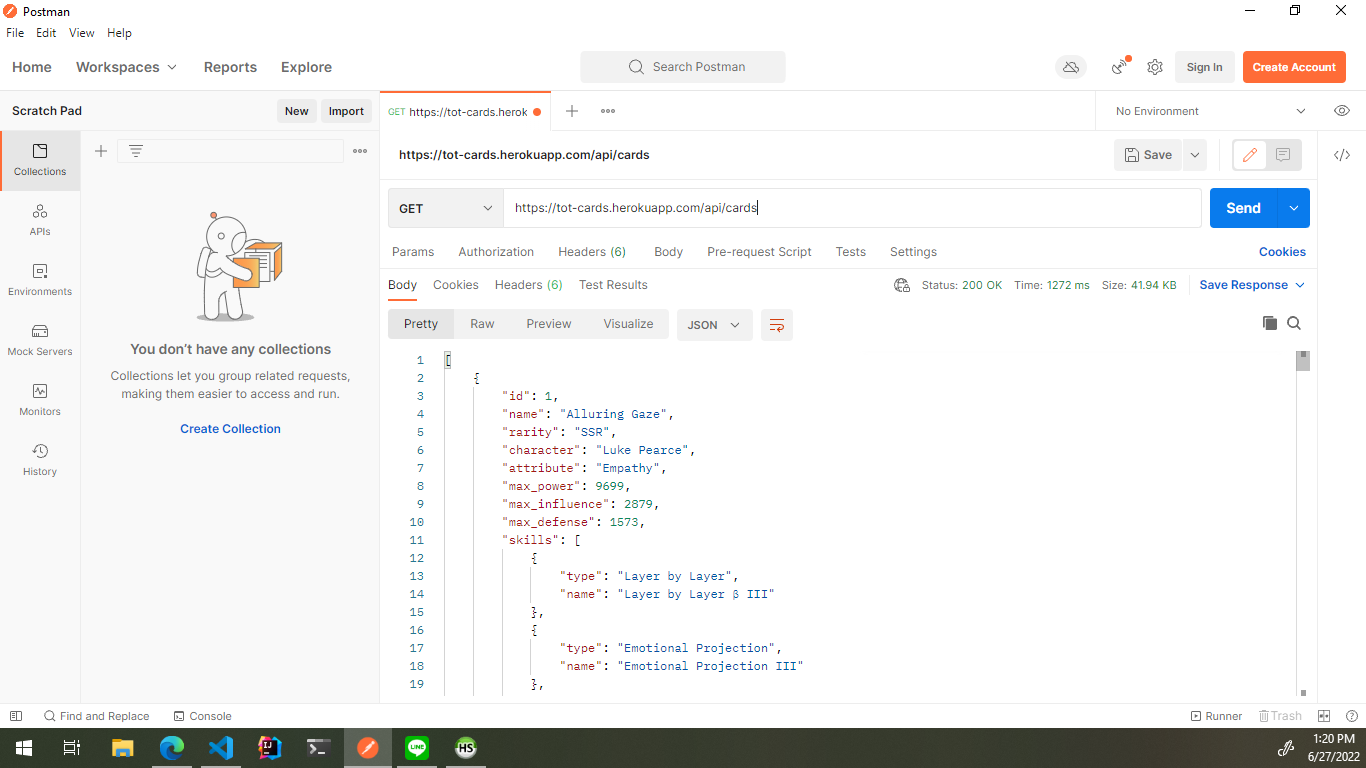 Postman
File Edit View Help
Home Workspaces Reports Explore Search Postman Sign In Create Account
Scratch Pad New Import GET https://tot-cards.herok No Environment
https://tot-cards.herokuapp.com/api/cards Save
Collections
APIs
Environments
Mock Servers
Monitors
History
You don't have any collections
Collections let you group related requests,
making them easier to access and run.
Create Collection
GET https://tot-cards.herokuapp.com/api/cards Send
Params Authorization Headers (6) Body Pre-request Script Tests Settings Cookies
Body Cookies Headers (6) Test Results Status: 200 OK Time: 1272 ms Size: 41.94 KB Save Response
Pretty Raw Preview Visualize JSON
1 [
2 {
3 "id": 1,
4 "name": "Alluring Gaze",
5 "rarity": "SSR",
6 "character": "Luke Pearce",
7 "attribute": "Empathy",
8 "max_power": 9699,
9 "max_influence": 2879,
10 "max_defense": 1573,
11 "skills": [
12 {
13 "type": "Layer by Layer",
14 "name": "Layer by Layer β III"
15 },
16 {
17 "type": "Emotional Projection",
18 "name": "Emotional Projection III"
19 },
Find and Replace Console Runner Trash
IJ LINE HS
1:20 PM
6/27/2022